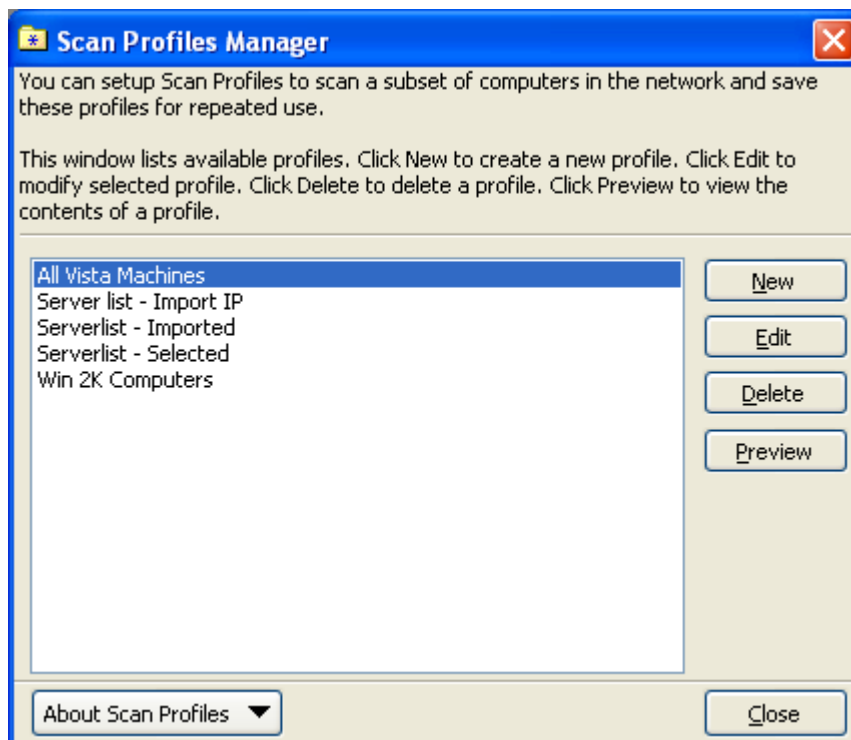 Scan Profiles Manager
You can setup Scan Profiles to scan a subset of computers in the network and save
these profiles for repeated use.
This window lists available profiles. Click New to create a new profile. Click Edit to
modify selected profile. Click Delete to delete a profile. Click Preview to view the
contents of a profile.
All Vista Machines
Server list - Import IP
Serverlist - Imported
Serverlist - Selected
Win 2K Computers
New
Edit
Delete
Preview
About Scan Profiles
Close